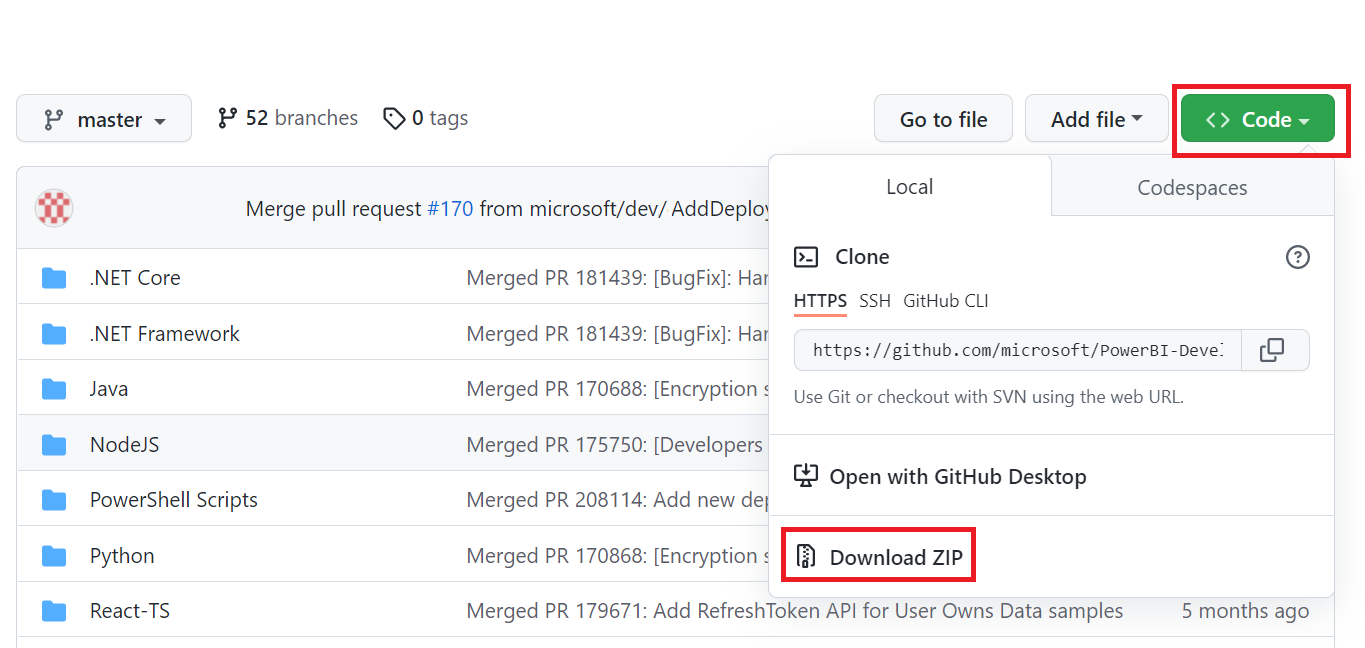 master 52 branches 0 tags Go to file Add file <> Code
Local Codespaces
Merge pull request #170 from microsoft/dev/ AddDeploy
Clone
HTTPS SSH GitHub CLI
https://github.com/microsoft/PowerBI-Devel
Use Git or checkout with SVN using the web URL.
Open with GitHub Desktop
Download ZIP
.NET Core Merged PR 181439: [BugFix]: Har
.NET Framework Merged PR 181439: [BugFix]: Har
Java Merged PR 170688: [Encryption s
NodeJS Merged PR 175750: [Developers
PowerShell Scripts Merged PR 208114: Add new dep
Python Merged PR 170868: [Encryption s
React-TS Merged PR 179671: Add RefreshToken API for User Owns Data samples 5 months ago